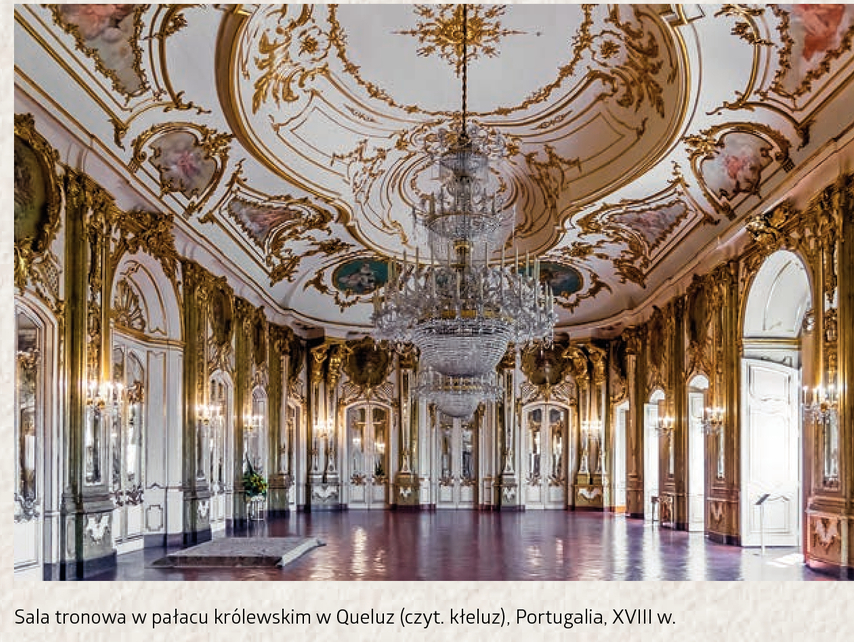 Sala tronowa w pałacu królewskim w Queluz (czyt. kłeluz), Portugalia, XVIII w.